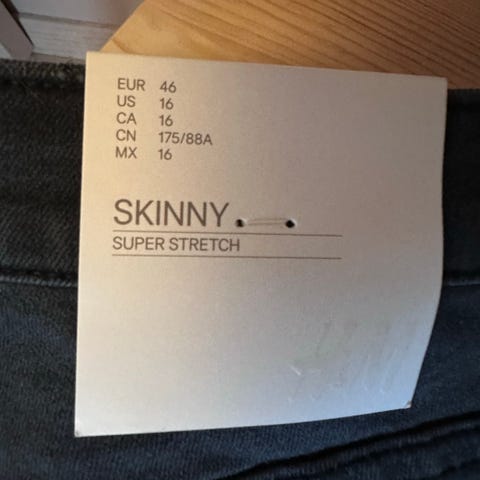 EUR 46
US 16
CA 16
CN 175/88A
MX 16
SKINNY
SUPER STRETCH